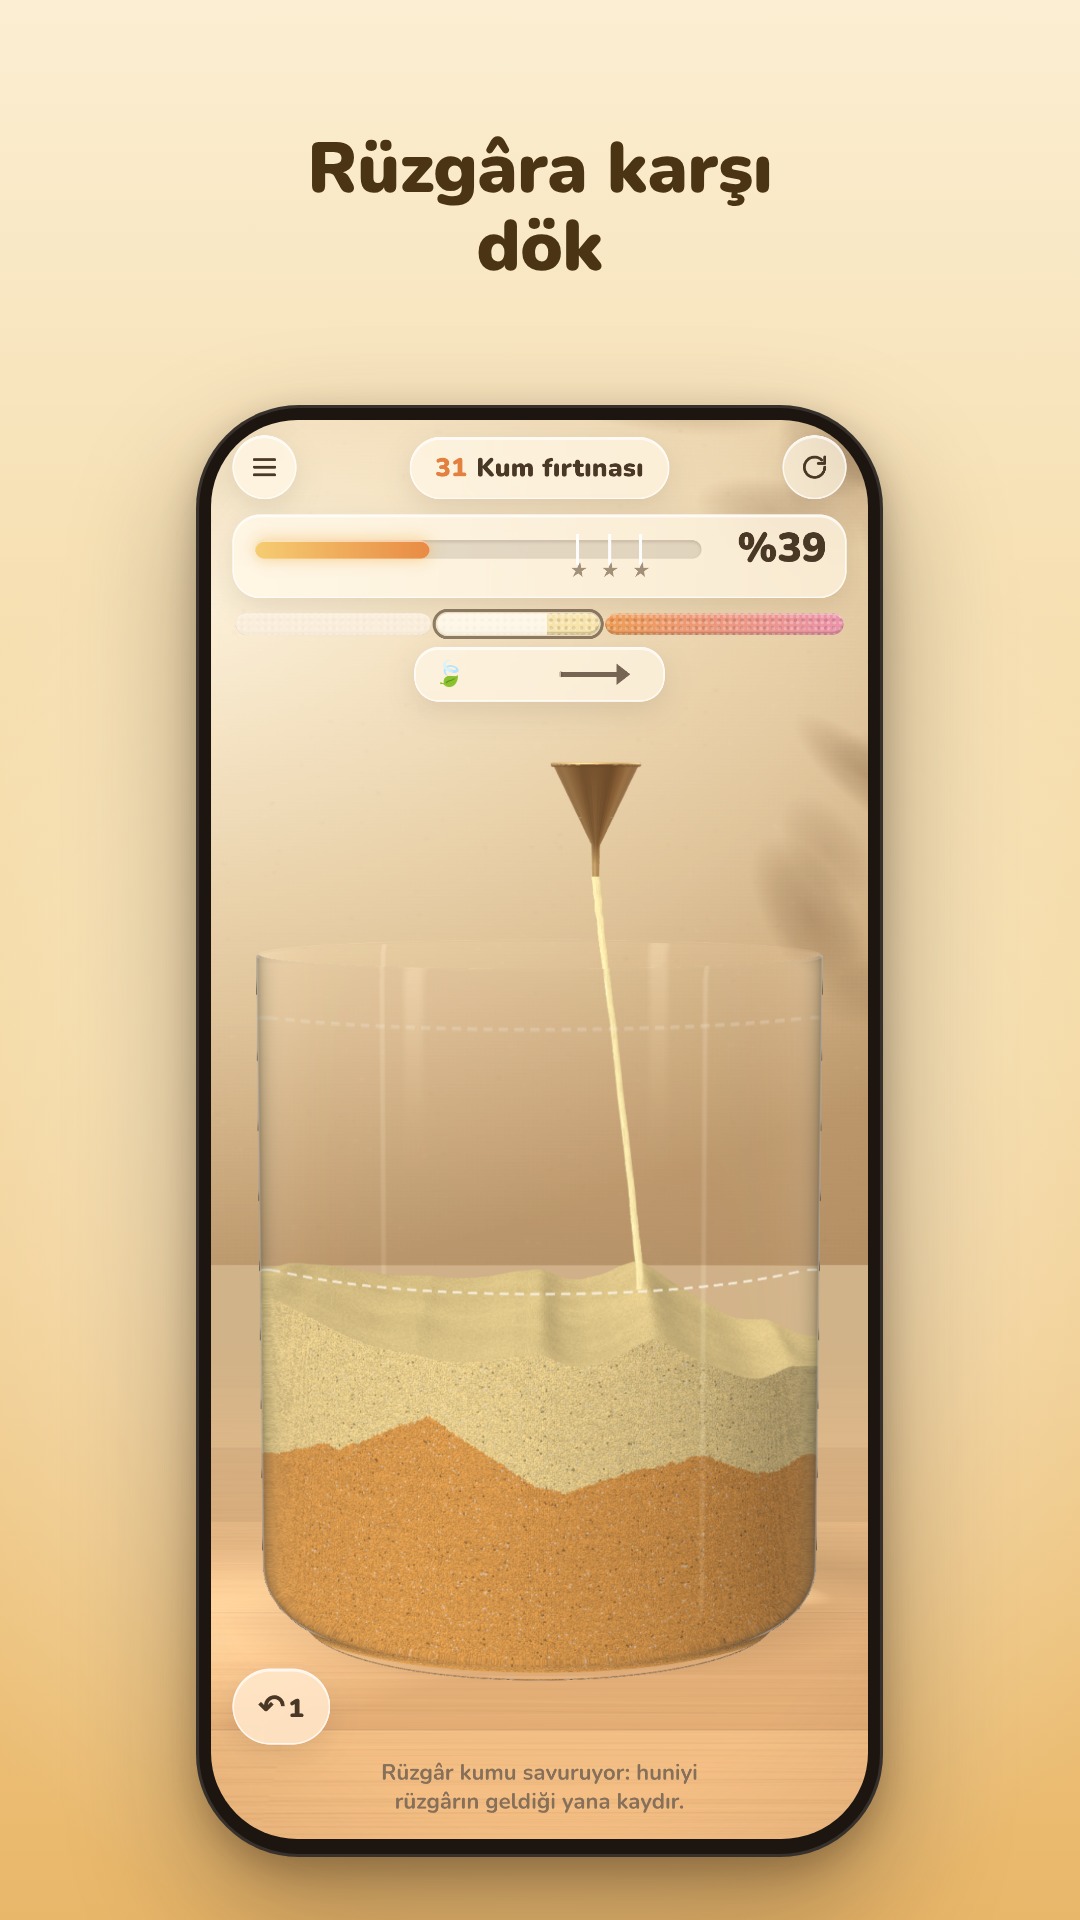 Rüzgâra karşı
dök
31 Kum fırtınası
%39
1
Rüzgâr kumu savuruyor: huniyi
rüzgârın geldiği yana kaydır.